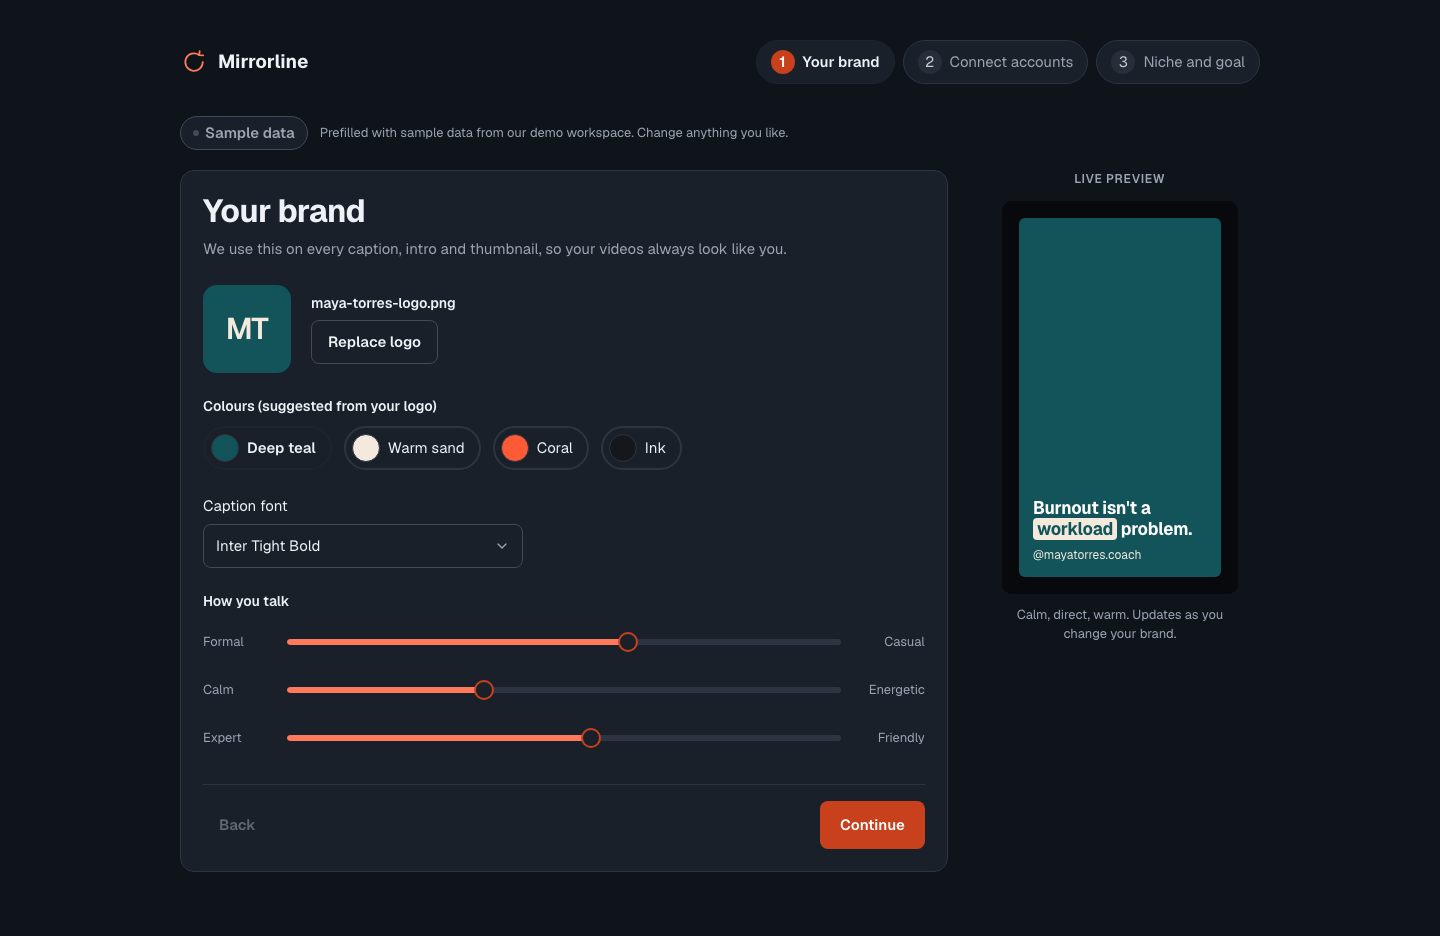 Mirrorline
1 Your brand
2 Connect accounts
3 Niche and goal
Sample data
Prefilled with sample data from our demo workspace. Change anything you like.
Your brand
We use this on every caption, intro and thumbnail, so your videos always look like you.
MT
maya-torres-logo.png
Replace logo
Colours (suggested from your logo)
Deep teal
Warm sand
Coral
Ink
Caption font
Inter Tight Bold
How you talk
Formal
Casual
Calm
Energetic
Expert
Friendly
Back
Continue
LIVE PREVIEW
Burnout isn't a
workload problem.
@mayatorres.coach
Calm, direct, warm. Updates as you
change your brand.